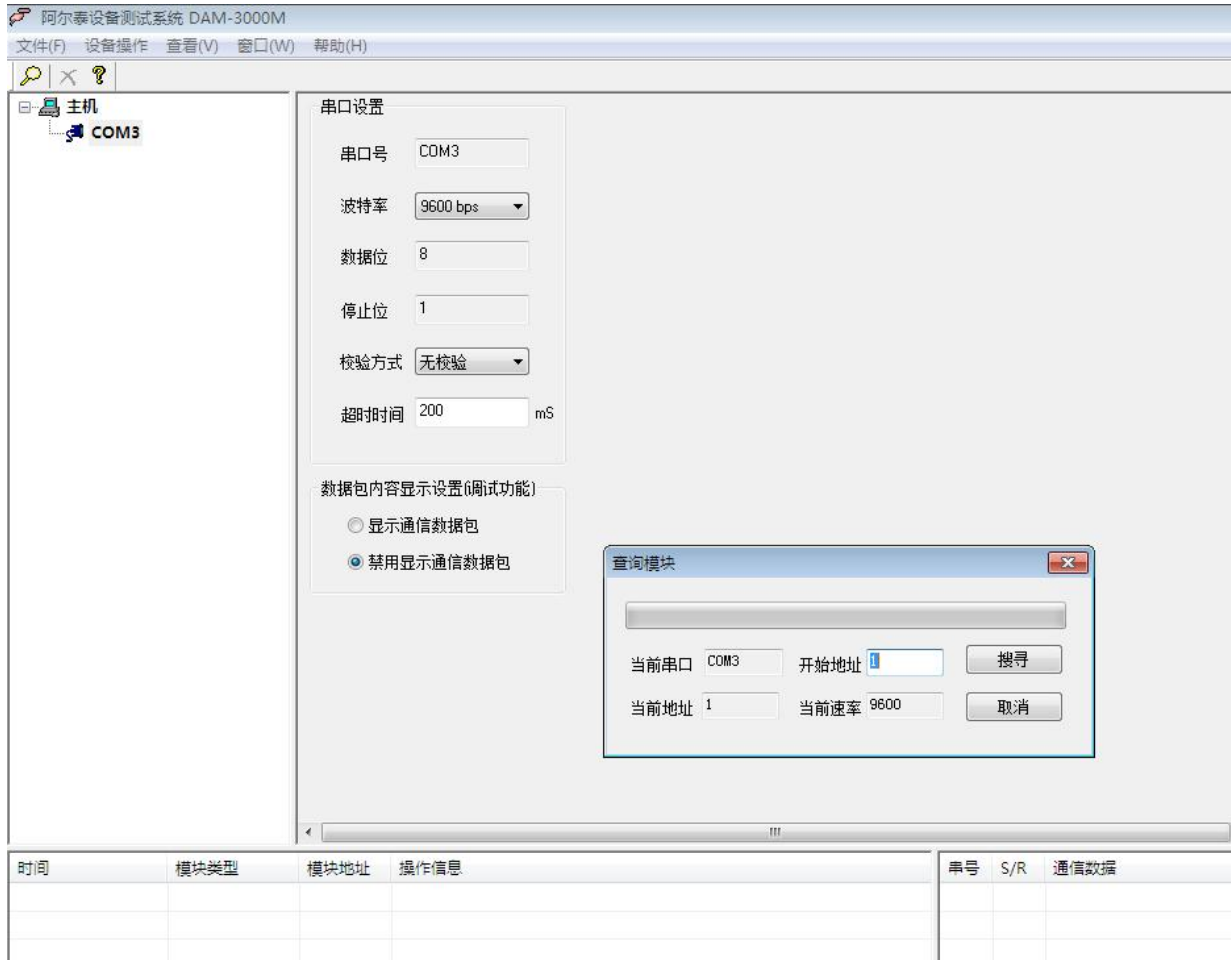 阿尔泰设备测试系统 DAM-3000M
文件(F) 设备操作 查看(V) 窗口(W) 帮助(H)
主机
COM3
串口设置
串口号 COM3
波特率 9600 bps
数据位 8
停止位 1
校验方式 无校验
超时时间 200 mS
数据包内容显示设置(调试功能)
显示通信数据包
禁用显示通信数据包
查询模块
当前串口 COM3 开始地址 1 搜寻
当前地址 1 当前速率 9600 取消
时间 模块类型 模块地址 操作信息 串号 S/R 通信数据